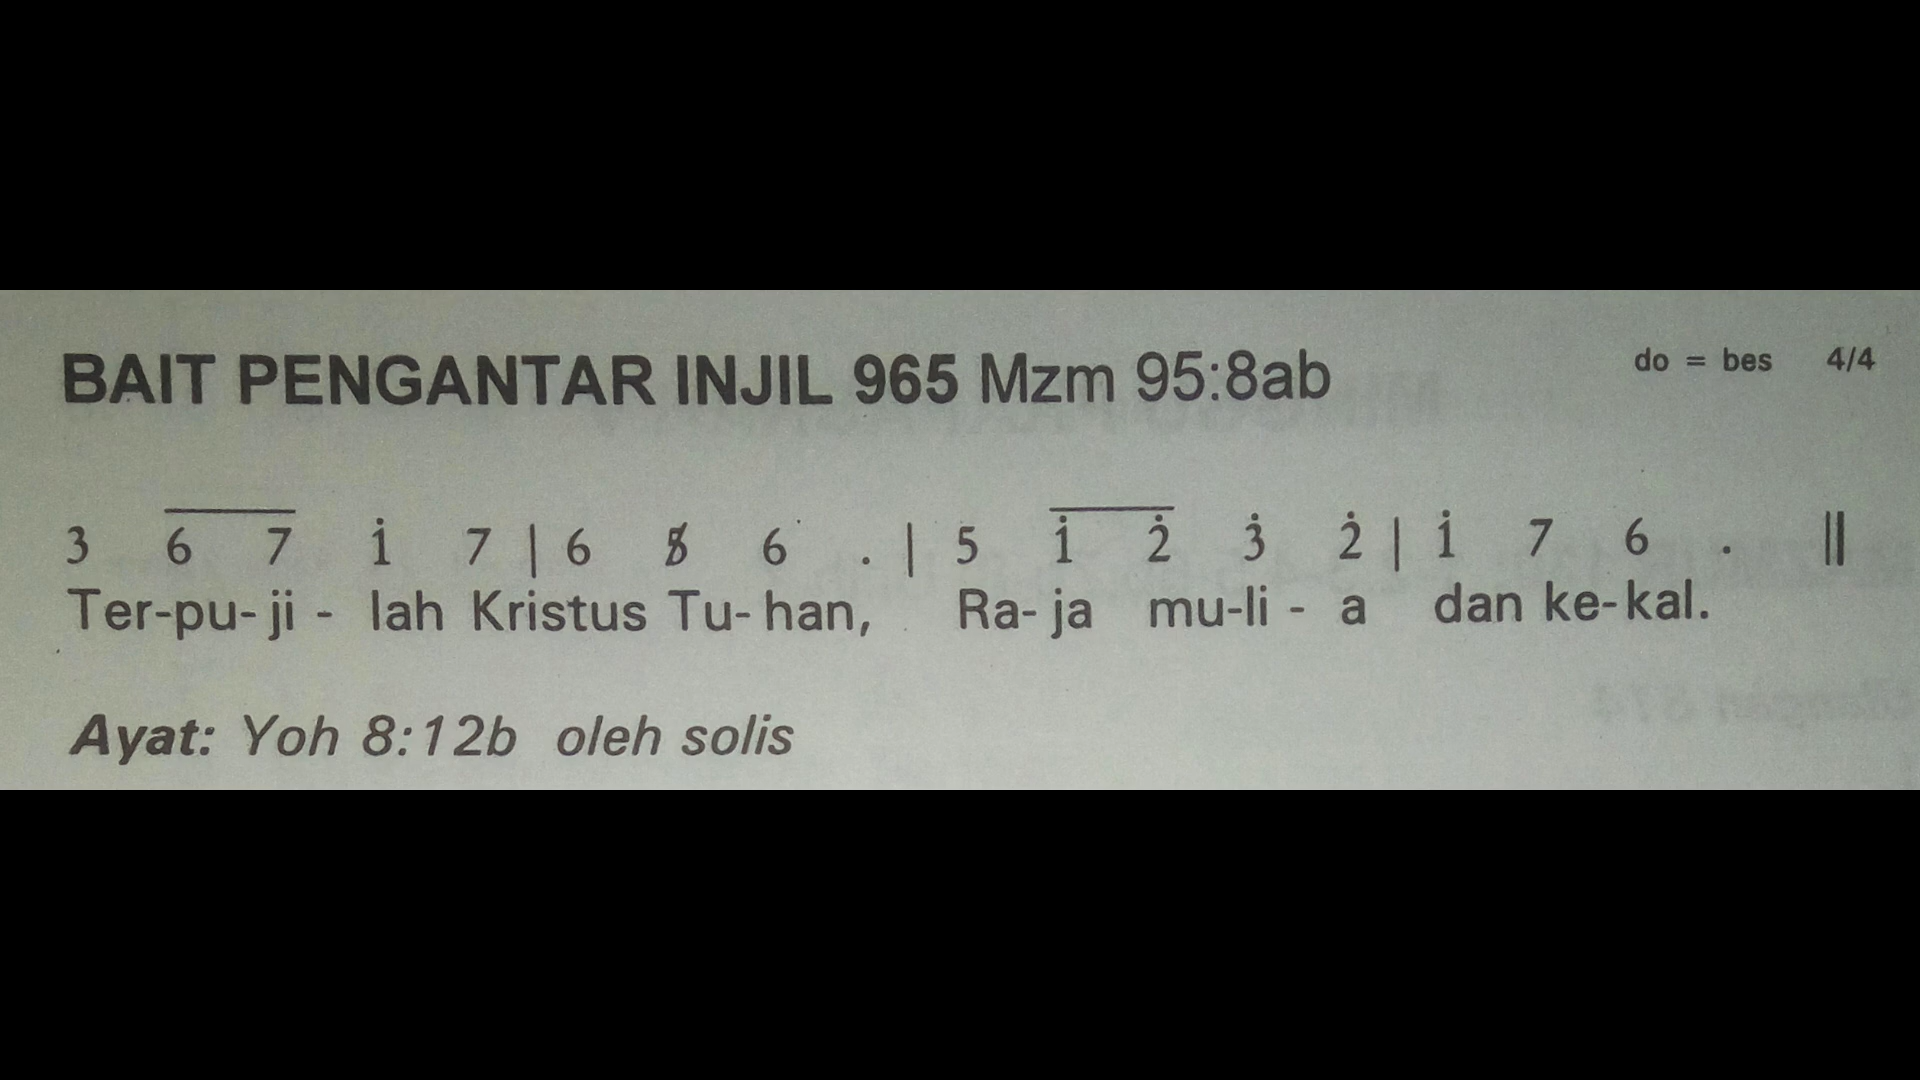 BAIT PENGANTAR INJIL 965 Mzm 95:8ab do = bes 4/4
3 6 7 1̇ 7 | 6 5̸ 6 . | 5 1̇ 2̇ 3̇ 2̇ | 1̇ 7 6 . ||
Ter-pu-ji - lah Kristus Tu-han, Ra-ja mu-li - a dan ke-kal.
Ayat: Yoh 8:12b oleh solis